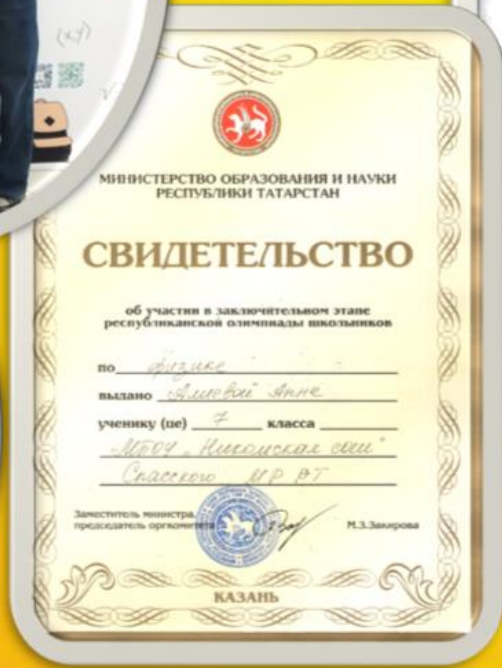 (xy)
МИНИСТЕРСТВО ОБРАЗОВАНИЯ И НАУКИ
РЕСПУБЛИКИ ТАТАРСТАН
СВИДЕТЕЛЬСТВО
об участии в заключительном этапе
республиканской олимпиады школьников
по физике
выдано Алиевой Анне
ученику (це) 7 класса
МБОУ "Никольская сош"
Спасского МР РТ
Заместитель министра,
председатель оргкомитета
М.З.Закирова
КАЗАНЬ